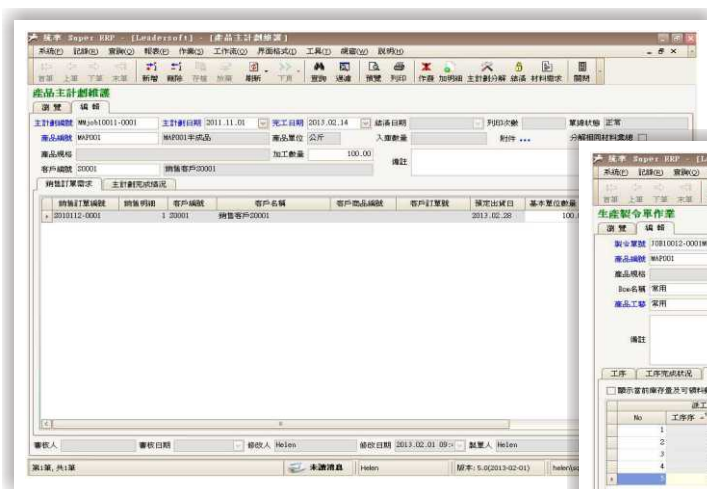 統軍 Super ERP - [Leadersoft] - [產品主計劃維護]
系統(F) 記錄(R) 查詢(Q) 報表(P) 作業(S) 工作流(O) 界面格式(I) 工具(T) 視窗(W) 説明(H)
首筆 上筆 下筆 末筆 新增 刪除 存檔 放棄 刷新 下頁 查詢 過濾 預覽 列印 作廢 加明細 主計劃分解 結清 材料需求 關閉
產品主計劃維護
瀏覽 編輯
主計劃日期 2011.11.01 完工日期 2013.02.14 結清日期 列印次數 單據狀態 正常
產品編號 MAP001 MAP001半成品 產品單位 公斤 入庫數量 附件 ... 分解相同材料彙總
產品規格 加工數量 100.00 備註
客戶編號 S0001 銷售客戶S0001
銷售訂單需求 主計劃完成情況
銷售訂單編號 銷售明細 客戶編號 客戶名稱 客戶商品編號 客戶訂單號 預定出貨日 基本單位數量
2010112-0001 1 S0001 銷售客戶S0001 2013.02.28 100.
審核人 審核日期 修改人 Helen 修改日期 2013.02.01 09: 製單人 Helen
第1筆, 共1筆 未讀消息 Helen 版本: 5.0(2013-02-01)
統軍 Super ERP - [L
系統(F) 記錄(R) 查詢(Q)
首筆 上筆 下筆 末筆
生產製令單作業
瀏覽 編輯
製令單號
產品編號 MAP001
產品規格
Bom名稱 常用
產品工藝 常用
備註
工序 工序完成狀況
顯示當前庫存量及可領料
No 工序序
1
2
3
4
5